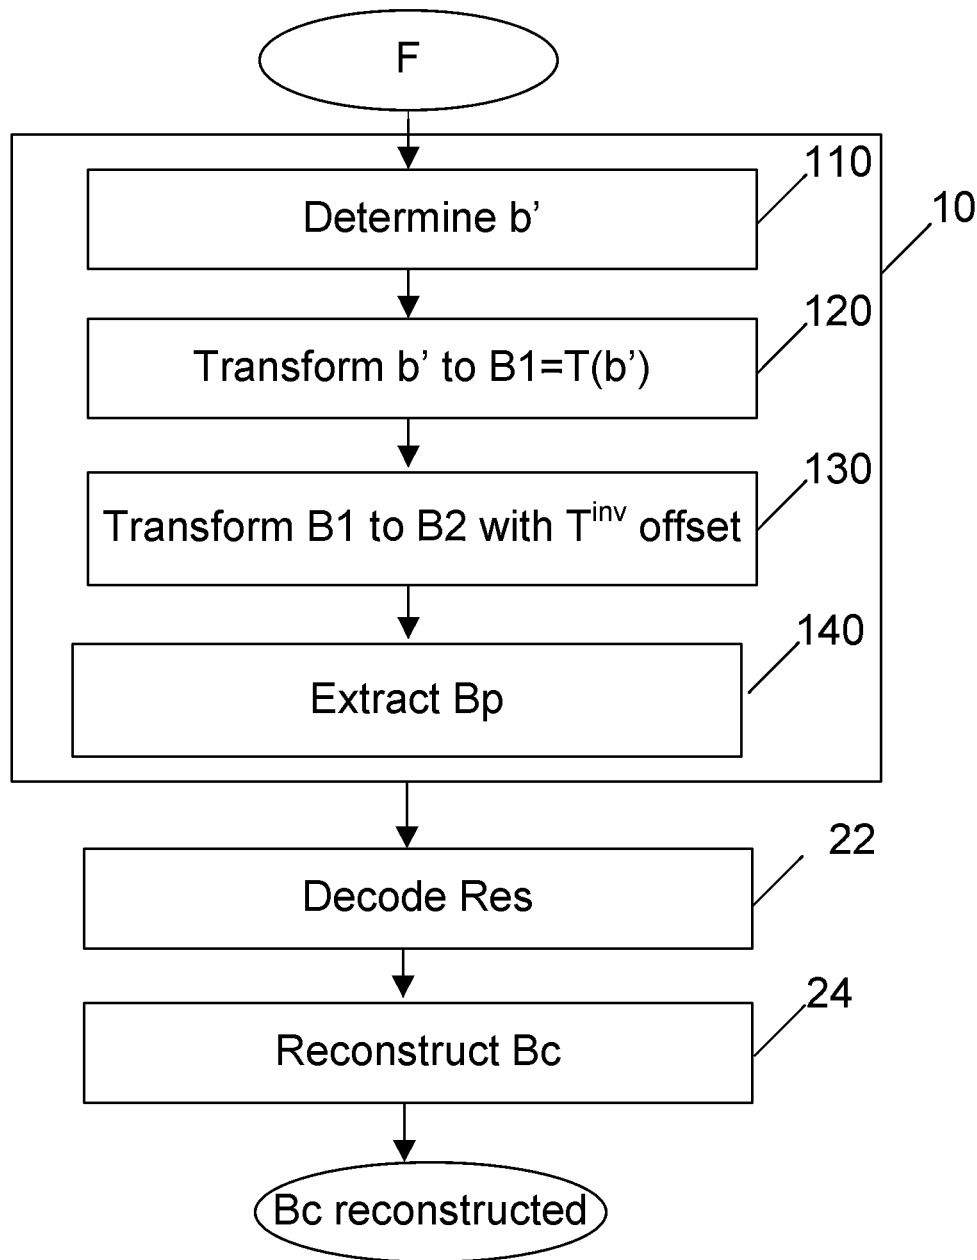 F
110
Determine b’
10
120
Transform b’ to B1=T(b’)
130
Transform B1 to B2 with T^inv offset
140
Extract Bp
22
Decode Res
24
Reconstruct Bc
Bc reconstructed